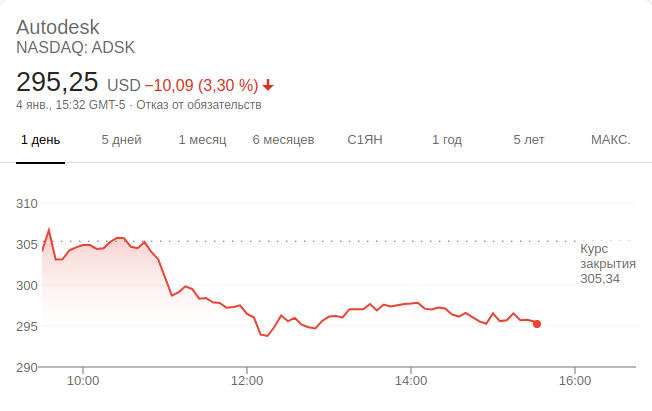 Autodesk
NASDAQ: ADSK
295,25 USD −10,09 (3,30 %)
4 янв., 15:32 GMT-5 · Отказ от обязательств
1 день 5 дней 1 месяц 6 месяцев С1ЯН 1 год 5 лет МАКС.
310
305
300
295
290
Курс
закрытия
305,34
10:00 12:00 14:00 16:00